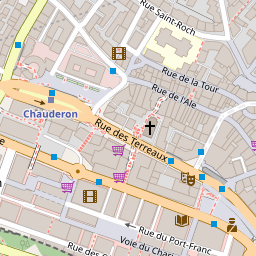 Rue Saint-Roch
Rue de la Tour
Rue de l'Ale
Chauderon
Rue des Terreaux
Rue du Port-Franc
Voie du Char